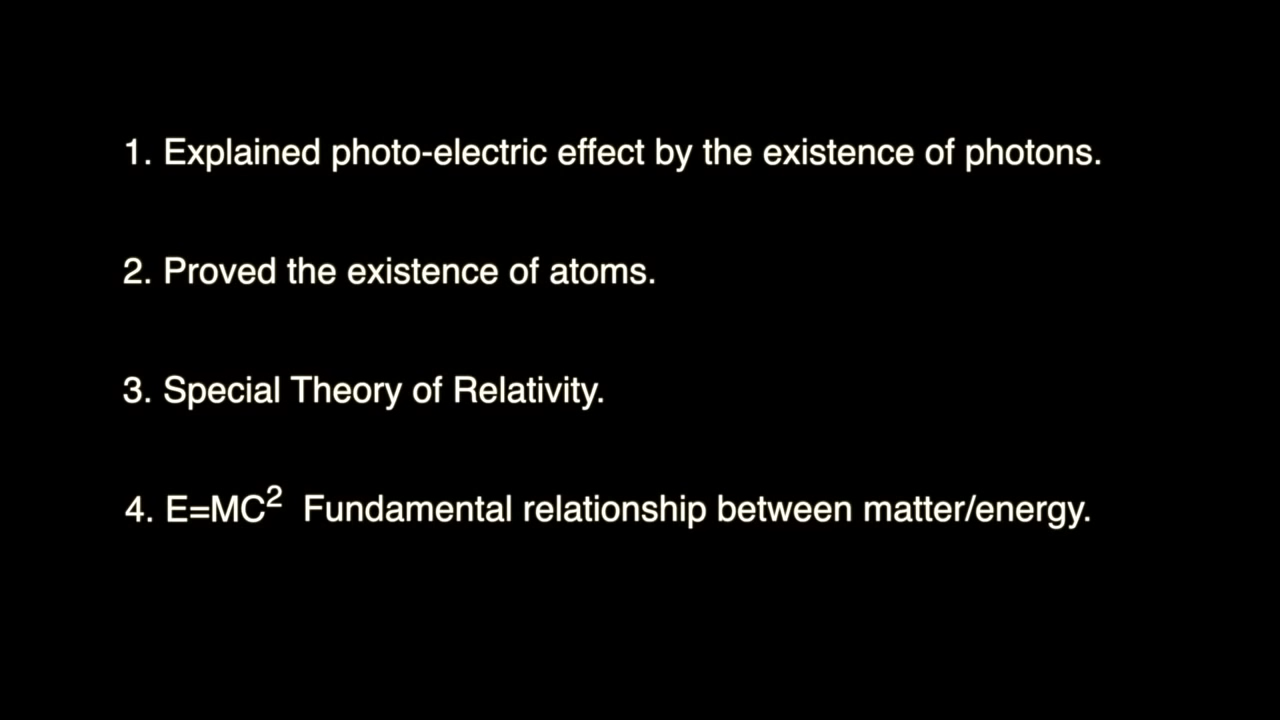 1. Explained photo-electric effect by the existence of photons.
2. Proved the existence of atoms.
3. Special Theory of Relativity.
4. E=MC² Fundamental relationship between matter/energy.